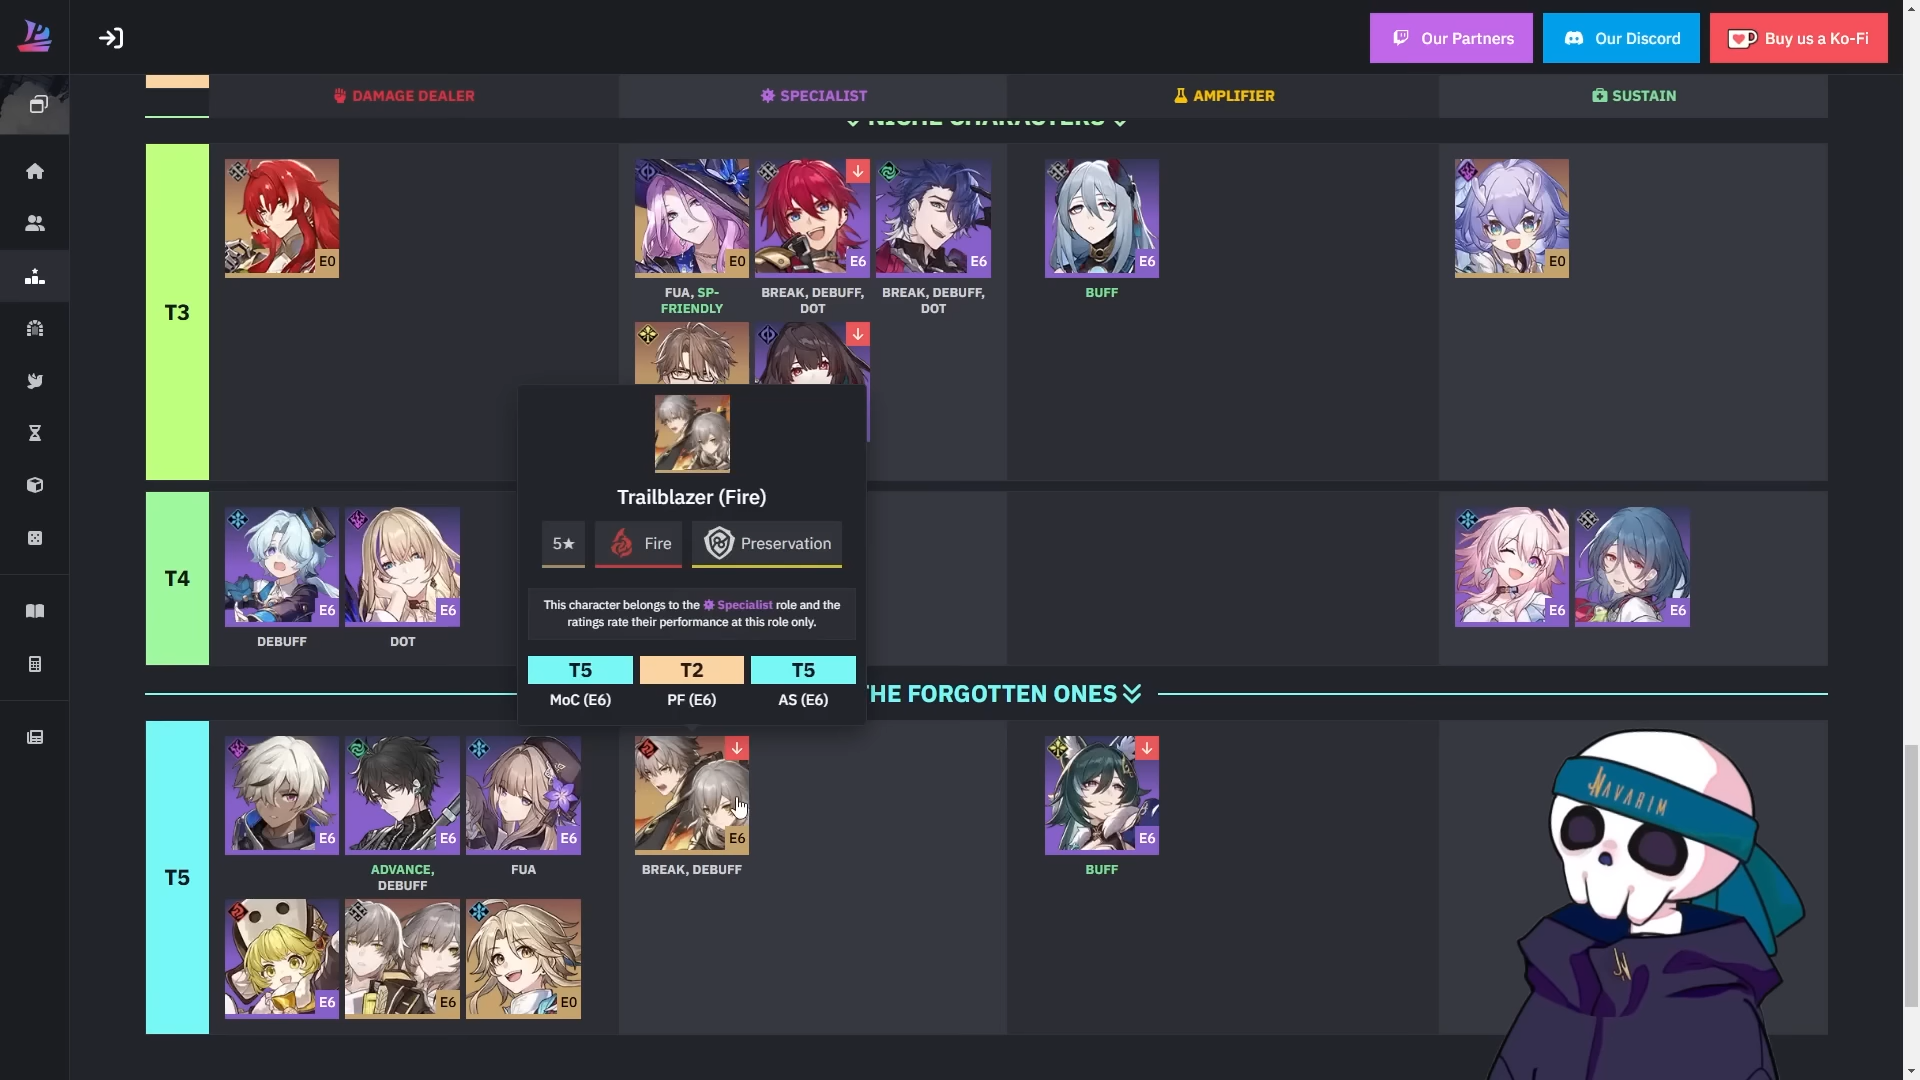 Our Partners
Our Discord
Buy us a Ko-Fi
DAMAGE DEALER
SPECIALIST
AMPLIFIER
SUSTAIN
NICHE CHARACTERS
T3
E0
E0
E6
E6
E6
E0
FUA, SP-
FRIENDLY
BREAK, DEBUFF,
DOT
BREAK, DEBUFF,
DOT
BUFF
Trailblazer (Fire)
5★
Fire
Preservation
This character belongs to the Specialist role and the
ratings rate their performance at this role only.
T5
T2
T5
MoC (E6)
PF (E6)
AS (E6)
T4
E6
E6
E6
E6
DEBUFF
DOT
THE FORGOTTEN ONES
T5
E6
E6
E6
E6
E6
ADVANCE,
DEBUFF
FUA
BREAK, DEBUFF
BUFF
E6
E6
E0
NAVARIM